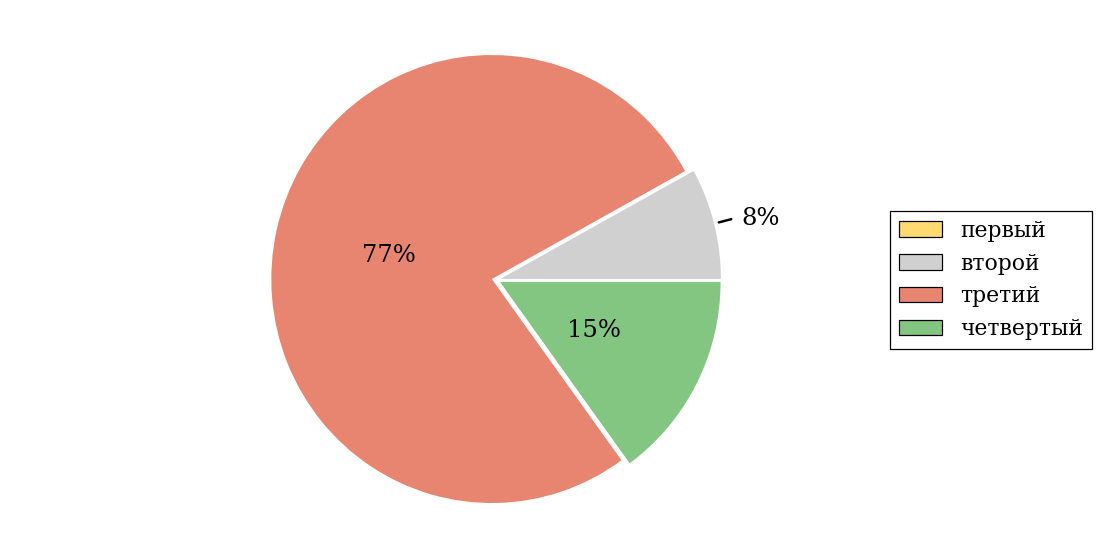 8%
77%
15%
первый
второй
третий
четвертый